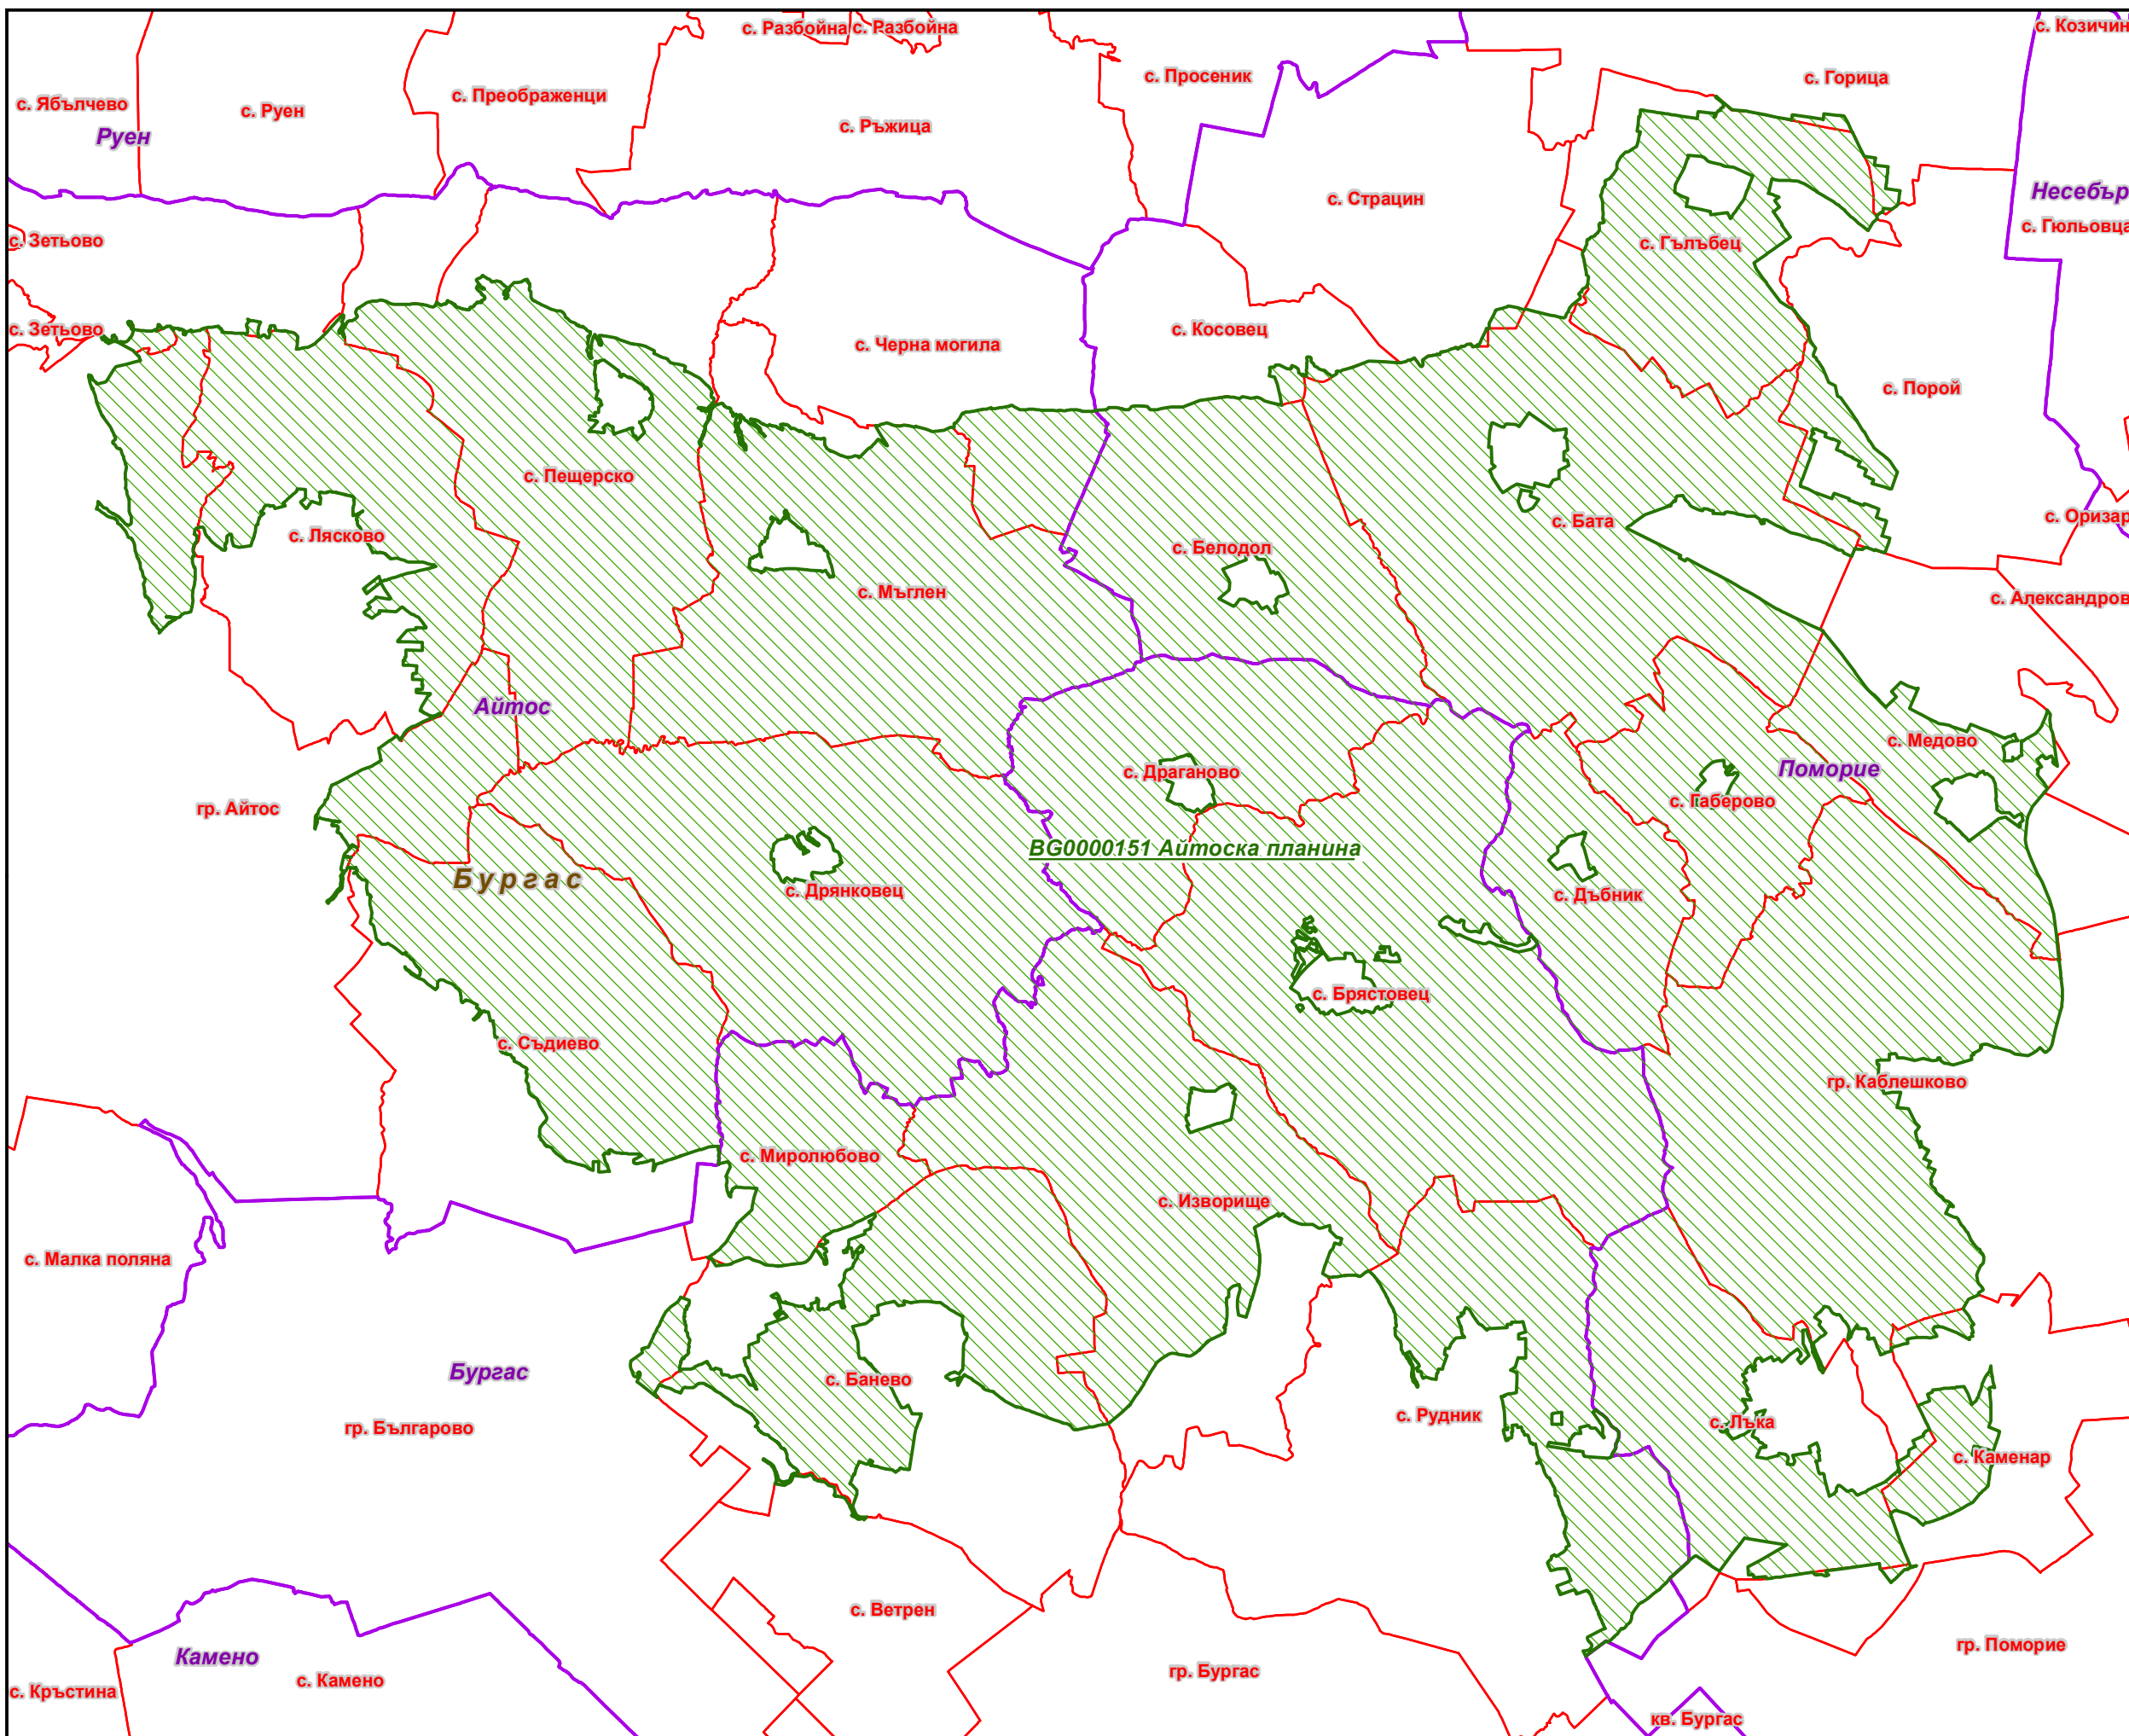 с. Разбойна
с. Разбойна
с. Козичин
с. Просеник
с. Горица
с. Преображенци
с. Ябълчево
с. Руен
с. Ръжица
Руен
Несебър
с. Страцин
с. Гюльовца
с. Зетьово
с. Гълъбец
с. Зетьово
с. Косовец
с. Черна могила
с. Порой
с. Пещерско
с. Лясково
с. Бата
с. Оризар
с. Белодол
с. Мъглен
с. Александров
Айтос
с. Медово
с. Драганово
Поморие
с. Габерово
гр. Айтос
BG0000151 Айтоска планина
Бургас
с. Дрянковец
с. Дъбник
с. Брястовец
с. Съдиево
гр. Каблешково
с. Миролюбово
с. Изворище
с. Малка поляна
Бургас
с. Банево
с. Рудник
с. Лъка
гр. Българово
с. Каменар
с. Ветрен
гр. Поморие
Камено
гр. Бургас
с. Камено
с. Кръстина
кв. Бургас